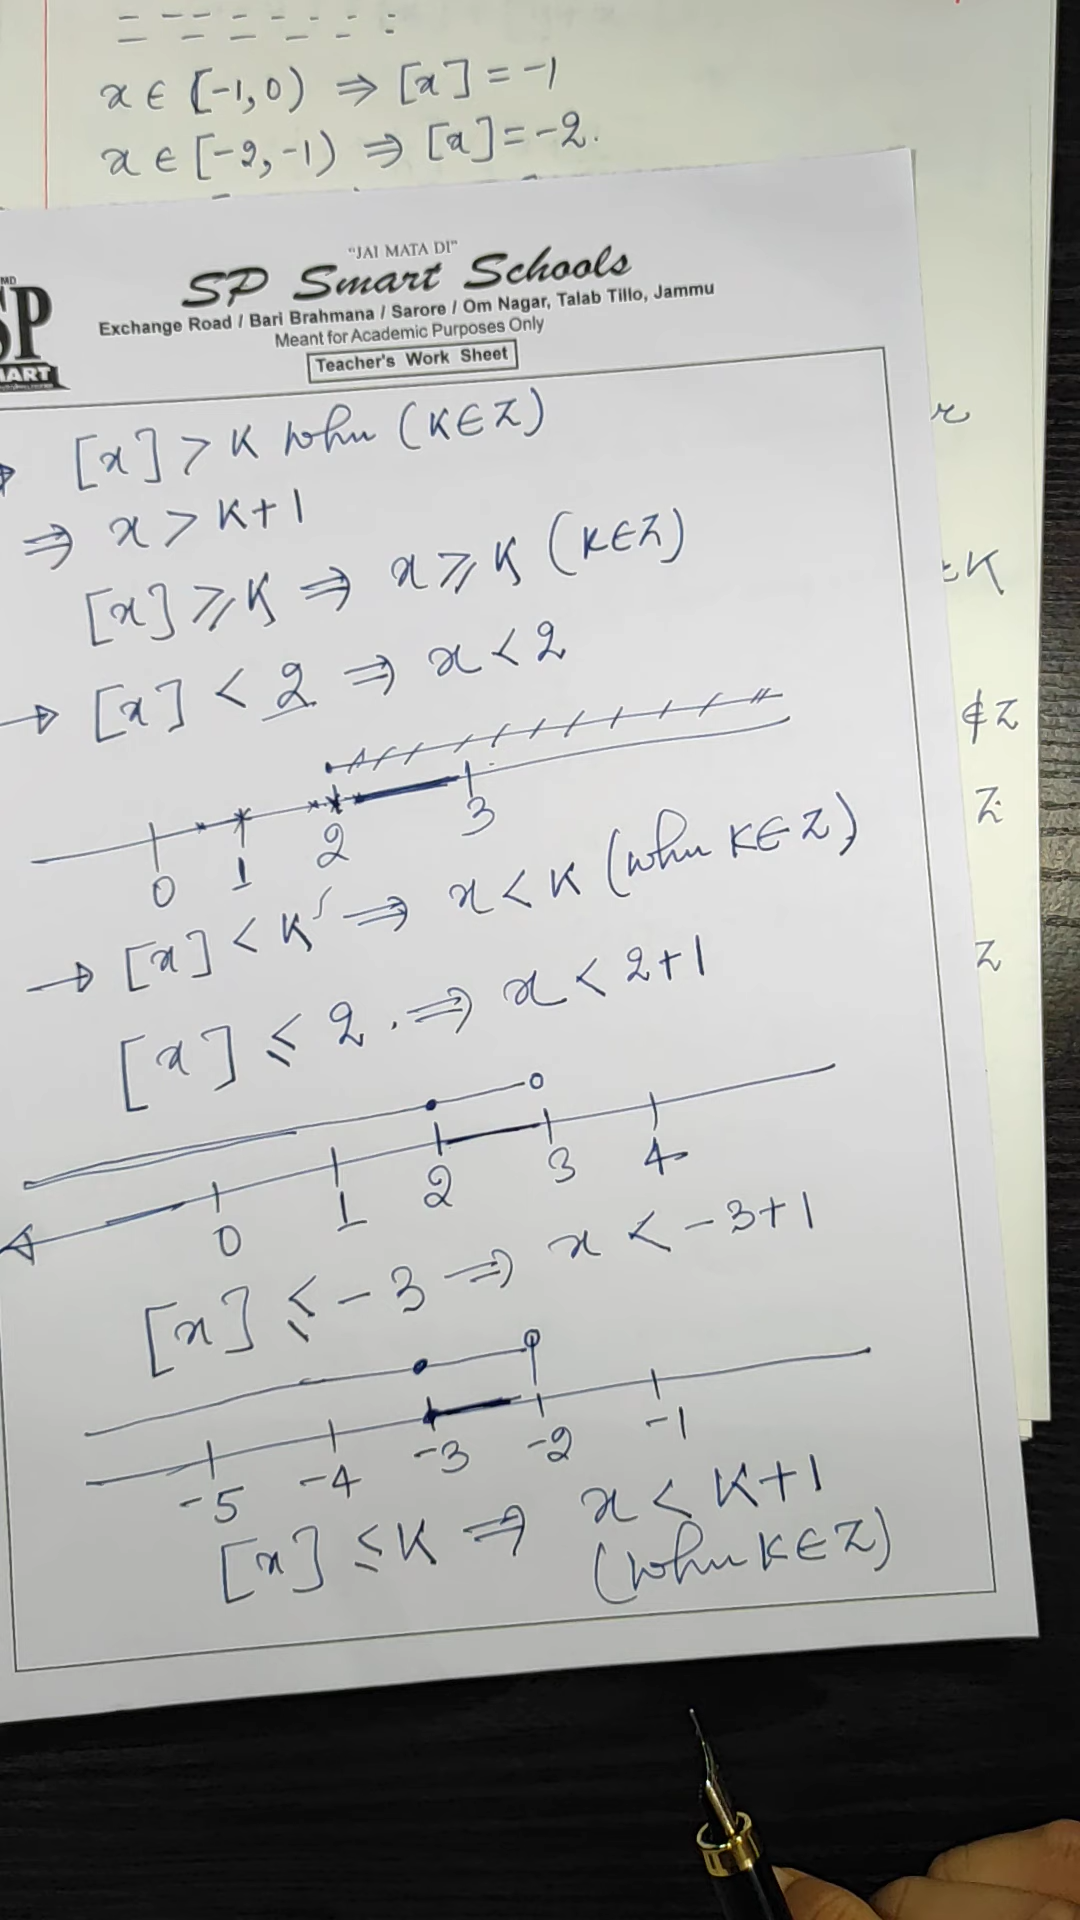 x ∈ [-1,0) ⇒ [x] = -1
x ∈ [-2,-1) ⇒ [x] = -2.
"JAI MATA DI"
SP Smart Schools
Exchange Road / Bari Brahmana / Sarore / Om Nagar, Talab Tillo, Jammu
Meant for Academic Purposes Only
Teacher's Work Sheet
SP
MART
[x] > K when (K∈Z)
⇒ x > K+1
[x] ⩾ K ⇒ x ⩾ K (K∈Z)
→ [x] < 2 ⇒ x < 2
0 1 2 3
→ [x] < K ⇒ x < K (when K∈Z)
[x] ≤ 2 . ⇒ x < 2+1
0 1 2 3 4
[x] ≤ -3 ⇒ x < -3+1
-5 -4 -3 -2 -1
[x] ≤ K ⇒ x < K+1
(when K∈Z)
K
∉Z
Z
Z